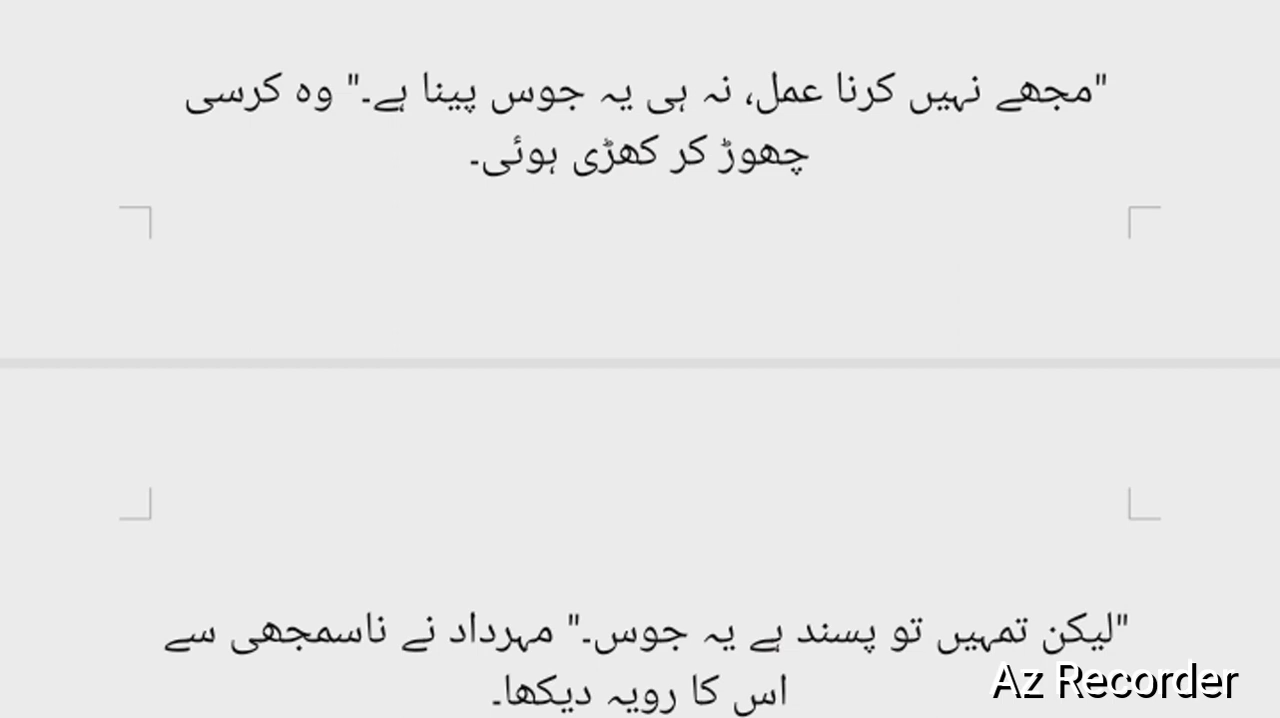 "مجھے نہیں کرنا عمل، نہ ہی یہ جوس پینا ہے۔" وہ کرسی
چھوڑ کر کھڑی ہوئی۔
"لیکن تمہیں تو پسند ہے یہ جوس۔" مہرداد نے ناسمجھی سے
اس کا رویہ دیکھا۔
Az Recorder